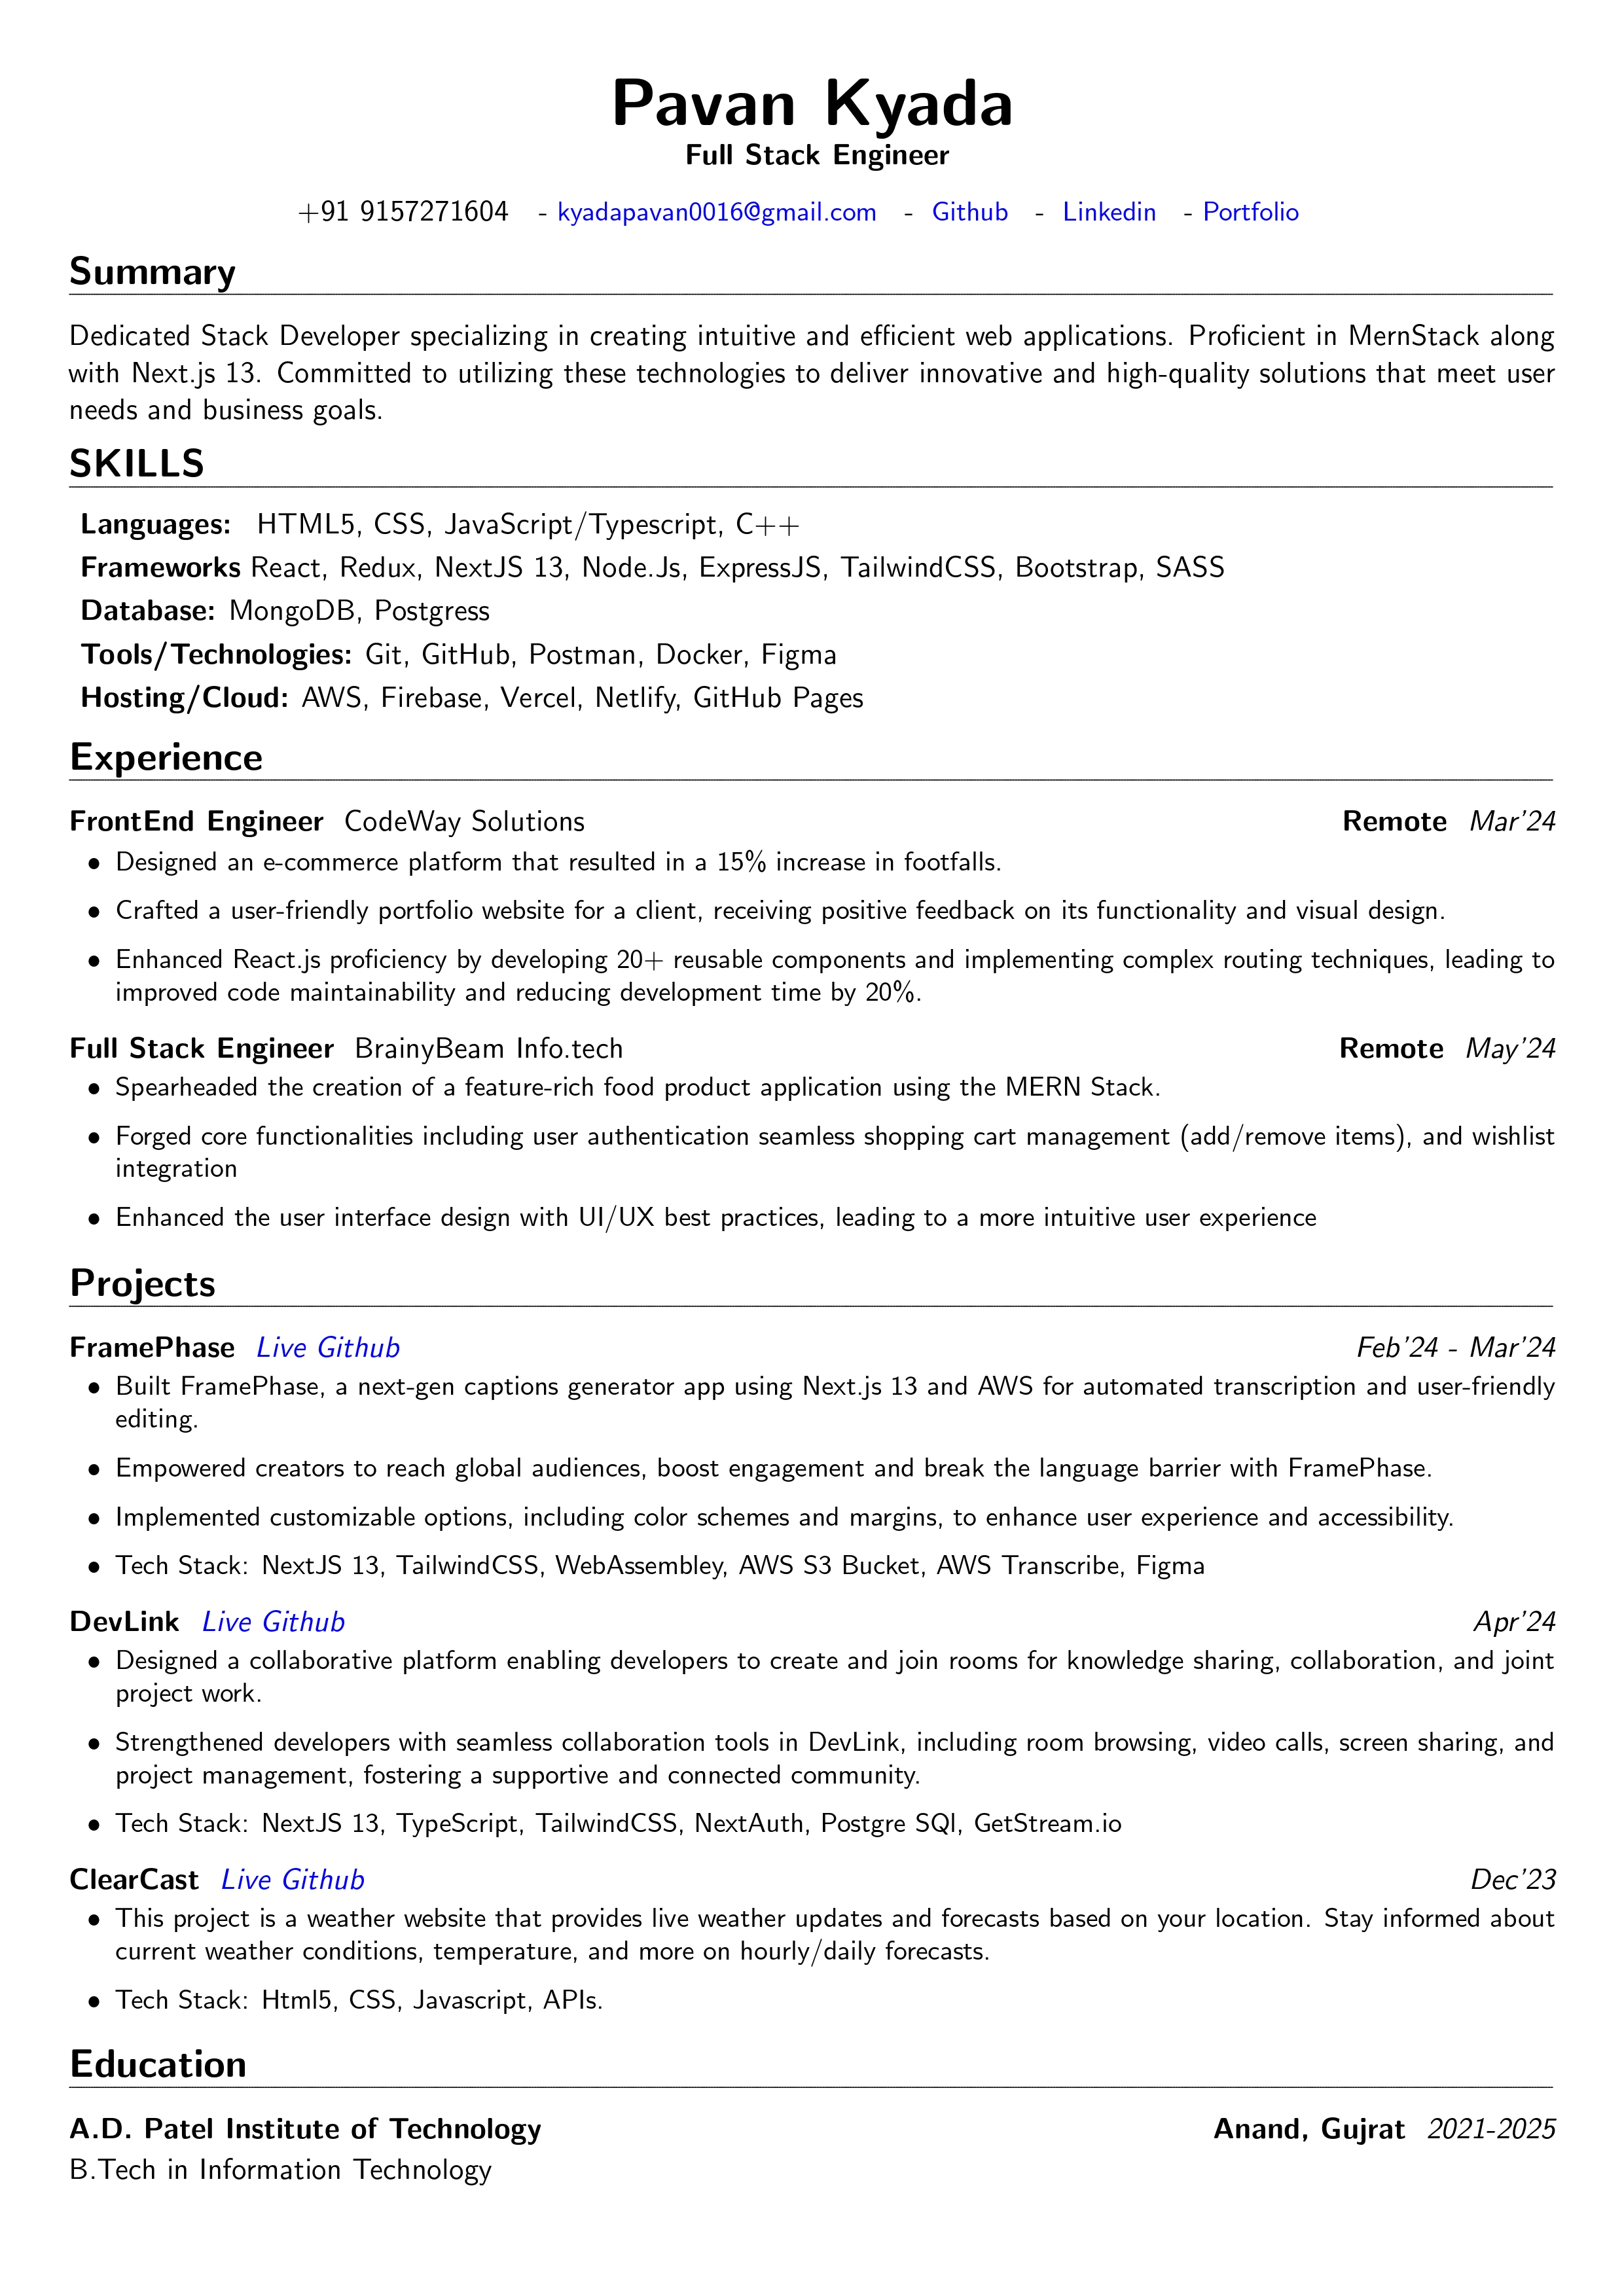 Pavan Kyada
Full Stack Engineer
+91 9157271604 - kyadapavan0016@gmail.com - Github - Linkedin - Portfolio
Summary
Dedicated Stack Developer specializing in creating intuitive and efficient web applications. Proficient in MernStack along
with Next.js 13. Committed to utilizing these technologies to deliver innovative and high-quality solutions that meet user
needs and business goals.
SKILLS
Languages: HTML5, CSS, JavaScript/Typescript, C++
Frameworks React, Redux, NextJS 13, Node.Js, ExpressJS, TailwindCSS, Bootstrap, SASS
Database: MongoDB, Postgress
Tools/Technologies: Git, GitHub, Postman, Docker, Figma
Hosting/Cloud: AWS, Firebase, Vercel, Netlify, GitHub Pages
Experience
FrontEnd Engineer CodeWay Solutions Remote Mar'24
• Designed an e-commerce platform that resulted in a 15% increase in footfalls.
• Crafted a user-friendly portfolio website for a client, receiving positive feedback on its functionality and visual design.
• Enhanced React.js proficiency by developing 20+ reusable components and implementing complex routing techniques, leading to
improved code maintainability and reducing development time by 20%.
Full Stack Engineer BrainyBeam Info.tech Remote May'24
• Spearheaded the creation of a feature-rich food product application using the MERN Stack.
• Forged core functionalities including user authentication seamless shopping cart management (add/remove items), and wishlist
integration
• Enhanced the user interface design with UI/UX best practices, leading to a more intuitive user experience
Projects
FramePhase Live Github Feb'24 - Mar'24
• Built FramePhase, a next-gen captions generator app using Next.js 13 and AWS for automated transcription and user-friendly
editing.
• Empowered creators to reach global audiences, boost engagement and break the language barrier with FramePhase.
• Implemented customizable options, including color schemes and margins, to enhance user experience and accessibility.
• Tech Stack: NextJS 13, TailwindCSS, WebAssembley, AWS S3 Bucket, AWS Transcribe, Figma
DevLink Live Github Apr'24
• Designed a collaborative platform enabling developers to create and join rooms for knowledge sharing, collaboration, and joint
project work.
• Strengthened developers with seamless collaboration tools in DevLink, including room browsing, video calls, screen sharing, and
project management, fostering a supportive and connected community.
• Tech Stack: NextJS 13, TypeScript, TailwindCSS, NextAuth, Postgre SQl, GetStream.io
ClearCast Live Github Dec'23
• This project is a weather website that provides live weather updates and forecasts based on your location. Stay informed about
current weather conditions, temperature, and more on hourly/daily forecasts.
• Tech Stack: Html5, CSS, Javascript, APIs.
Education
A.D. Patel Institute of Technology Anand, Gujrat 2021-2025
B.Tech in Information Technology